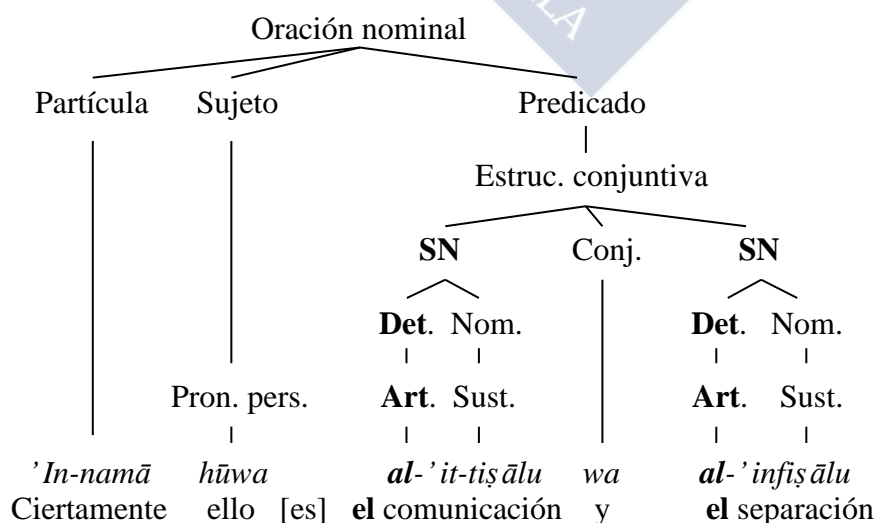 LA
Oración nominal
Partícula Sujeto Predicado
Estruc. conjuntiva
SN Conj. SN
Det. Nom. Det. Nom.
Pron. pers. Art. Sust. Art. Sust.
’In-namā hūwa al-’it-tiṣālu wa al-’infiṣālu
Ciertamente ello [es] el comunicación y el separación